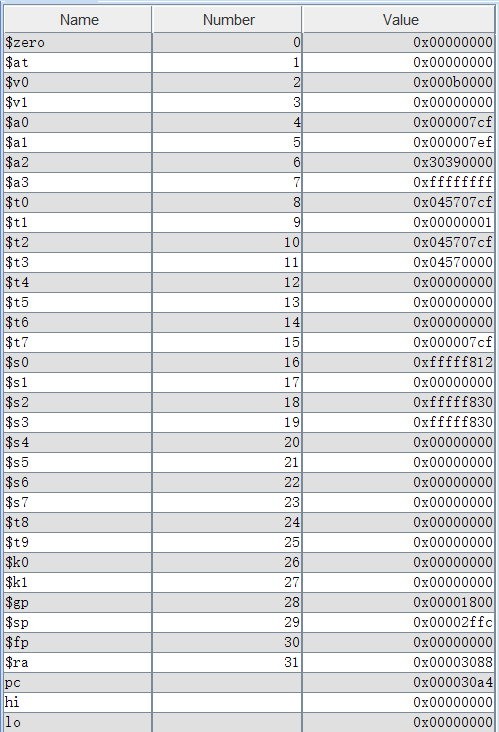 Name Number Value
$zero 0 0x00000000
$at 1 0x00000000
$v0 2 0x000b0000
$v1 3 0x00000000
$a0 4 0x000007cf
$a1 5 0x000007ef
$a2 6 0x30390000
$a3 7 0xffffffff
$t0 8 0x045707cf
$t1 9 0x00000001
$t2 10 0x045707cf
$t3 11 0x04570000
$t4 12 0x00000000
$t5 13 0x00000000
$t6 14 0x00000000
$t7 15 0x000007cf
$s0 16 0xfffff812
$s1 17 0x00000000
$s2 18 0xfffff830
$s3 19 0xfffff830
$s4 20 0x00000000
$s5 21 0x00000000
$s6 22 0x00000000
$s7 23 0x00000000
$t8 24 0x00000000
$t9 25 0x00000000
$k0 26 0x00000000
$k1 27 0x00000000
$gp 28 0x00001800
$sp 29 0x00002ffc
$fp 30 0x00000000
$ra 31 0x00003088
pc 0x000030a4
hi 0x00000000
lo 0x00000000